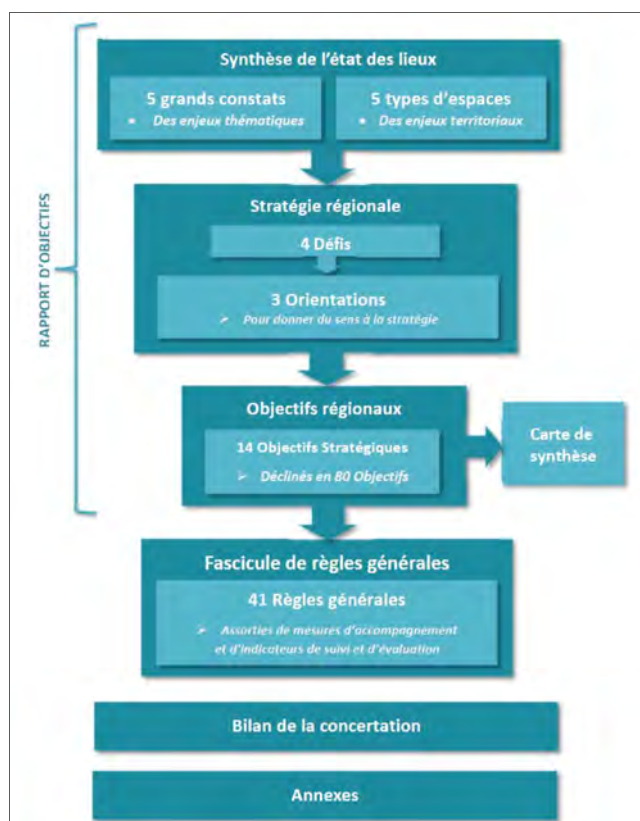 Synthèse de l'état des lieux
5 grands constats
• Des enjeux thématiques
5 types d'espaces
• Des enjeux territoriaux
RAPPORT D'OBJECTIFS
Stratégie régionale
4 Défis
3 Orientations
➢ Pour donner du sens à la stratégie
Objectifs régionaux
14 Objectifs Stratégiques
➢ Déclinés en 80 Objectifs
Carte de
synthèse
Fascicule de règles générales
41 Règles générales
➢ Assorties de mesures d'accompagnement
et d'indicateurs de suivi et d'évaluation
Bilan de la concertation
Annexes